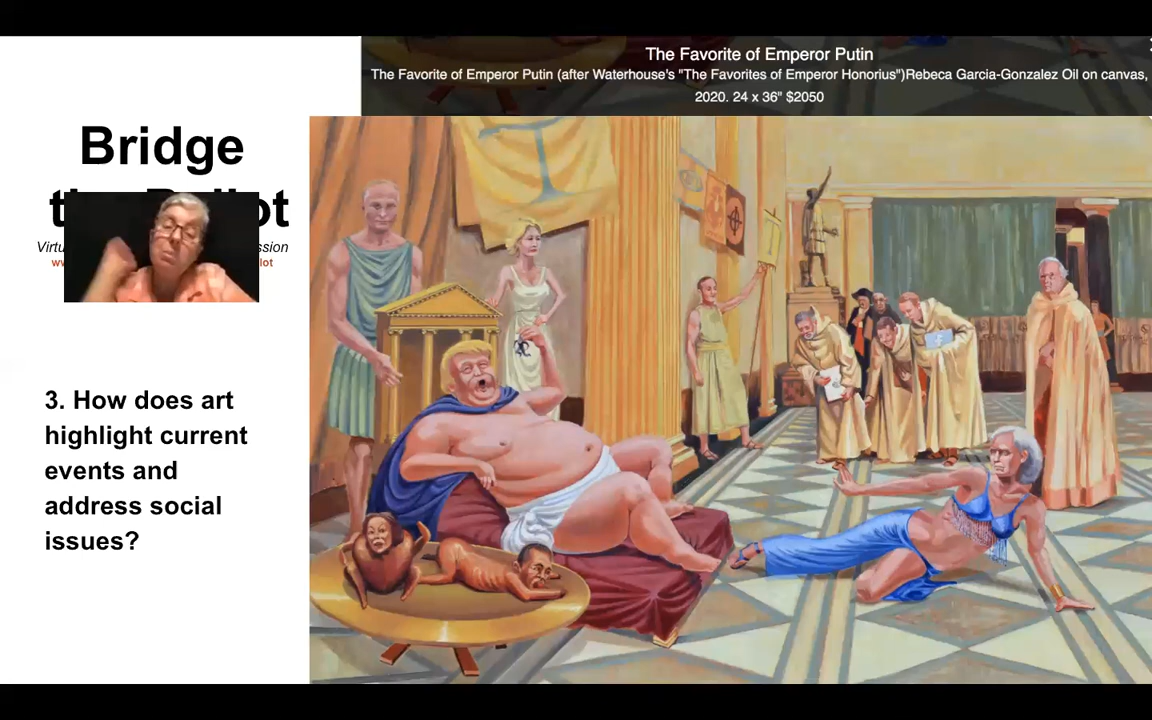 The Favorite of Emperor Putin
The Favorite of Emperor Putin (after Waterhouse's "The Favorites of Emperor Honorius")Rebeca Garcia-Gonzalez Oil on canvas,
2020. 24 x 36" $2050
Bridge
3. How does art
highlight current
events and
address social
issues?